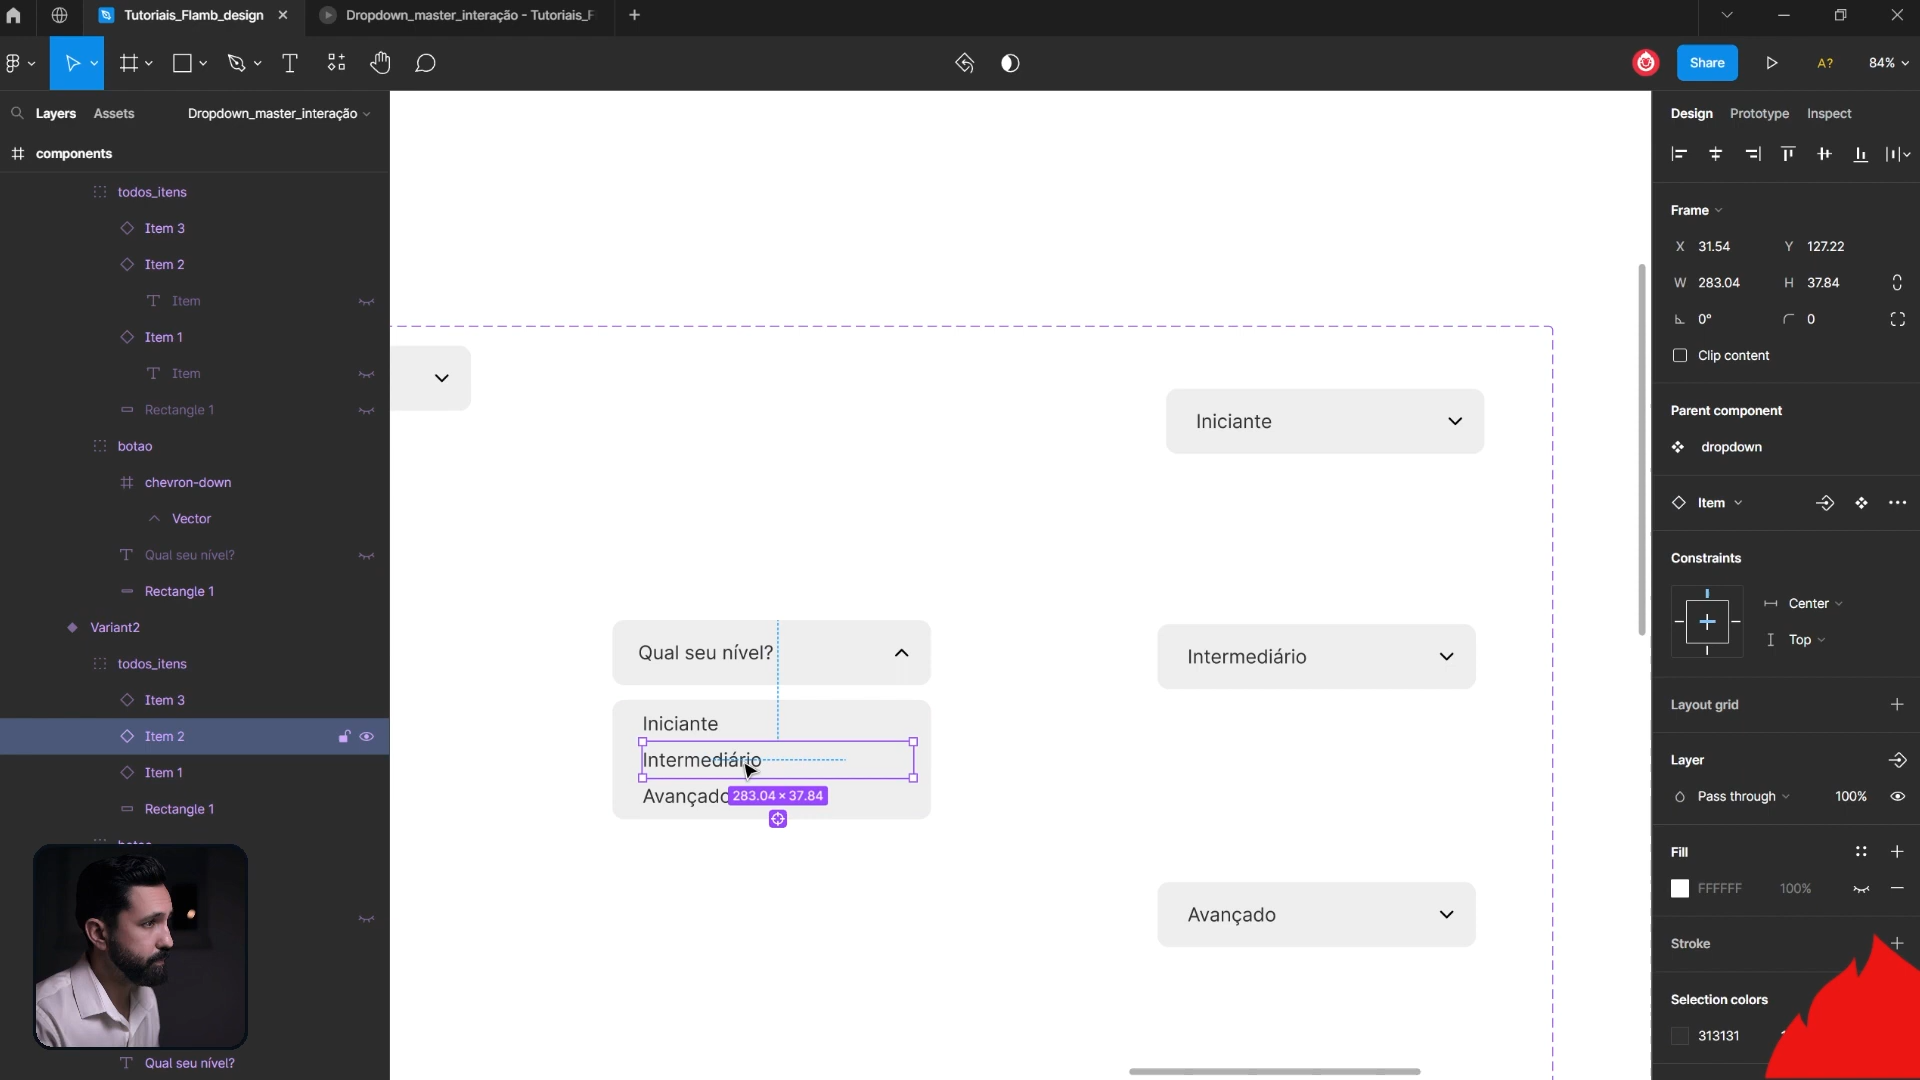 Tutoriais_Flamb_design
Dropdown_master_interação - Tutoriais_F
Share
A?
84%
Layers
Assets
Dropdown_master_interação
components
todos_itens
Item 3
Item 2
Item
Item 1
Item
Rectangle 1
botao
chevron-down
Vector
Qual seu nível?
Rectangle 1
Variant2
todos_itens
Item 3
Item 2
Item 1
Rectangle 1
Qual seu nível?
Iniciante
Qual seu nível?
Intermediário
Iniciante
Intermediário
Avançado
283.04 × 37.84
Avançado
Design
Prototype
Inspect
Frame
X 31.54
Y 127.22
W 283.04
H 37.84
0°
0
Clip content
Parent component
dropdown
Item
Constraints
Center
Top
Layout grid
Layer
Pass through
100%
Fill
FFFFFF
100%
Stroke
Selection colors
313131